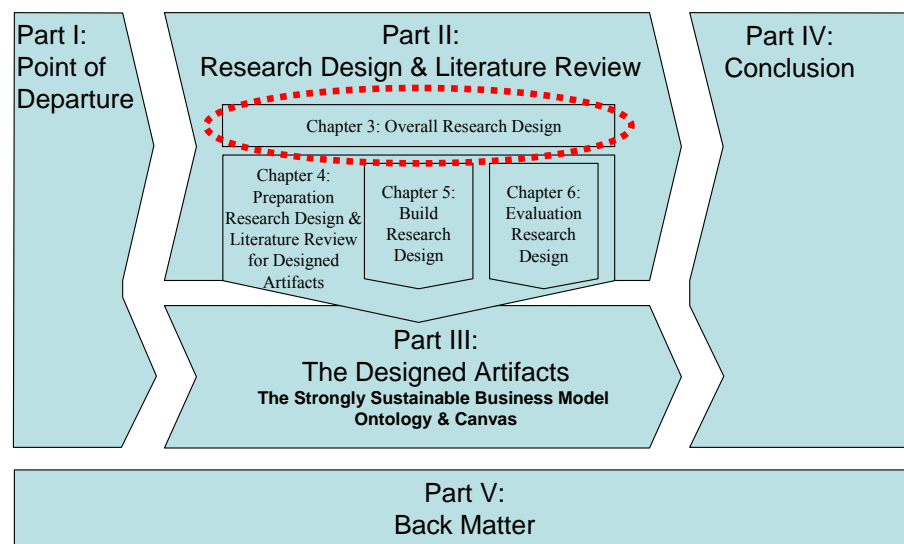 Part I:
Point of
Departure
Part II:
Research Design & Literature Review
Chapter 3: Overall Research Design
Chapter 4:
Preparation
Research Design &
Literature Review
for Designed
Artifacts
Chapter 5:
Build
Research
Design
Chapter 6:
Evaluation
Research
Design
Part III:
The Designed Artifacts
The Strongly Sustainable Business Model
Ontology & Canvas
Part IV:
Conclusion
Part V:
Back Matter